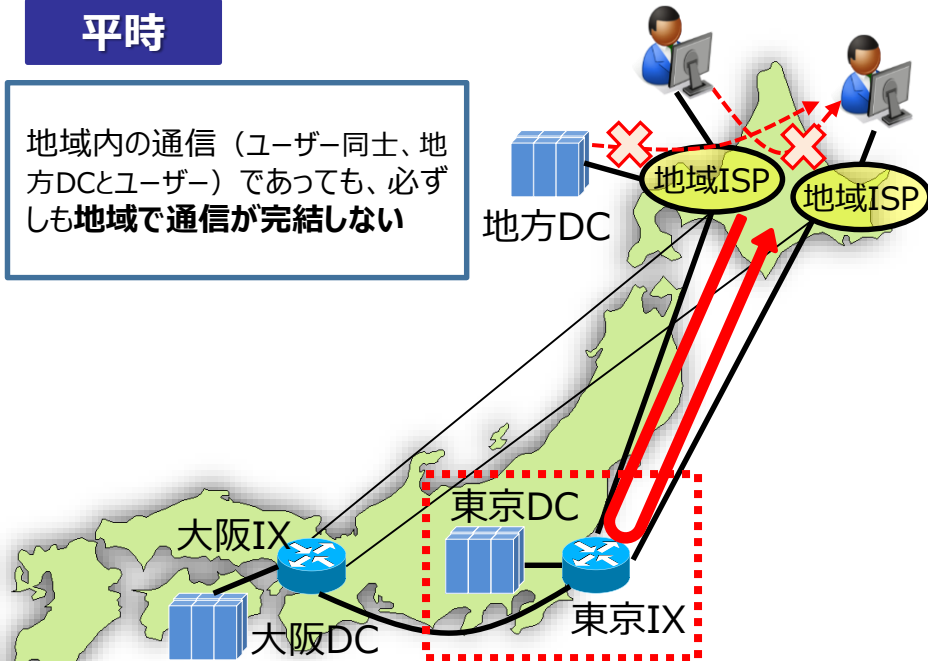 平時
地域内の通信（ユーザー同士、地
方DCとユーザー）であっても、必ず
しも地域で通信が完結しない
地域ISP
地域ISP
地方DC
東京DC
大阪IX
東京IX
大阪DC